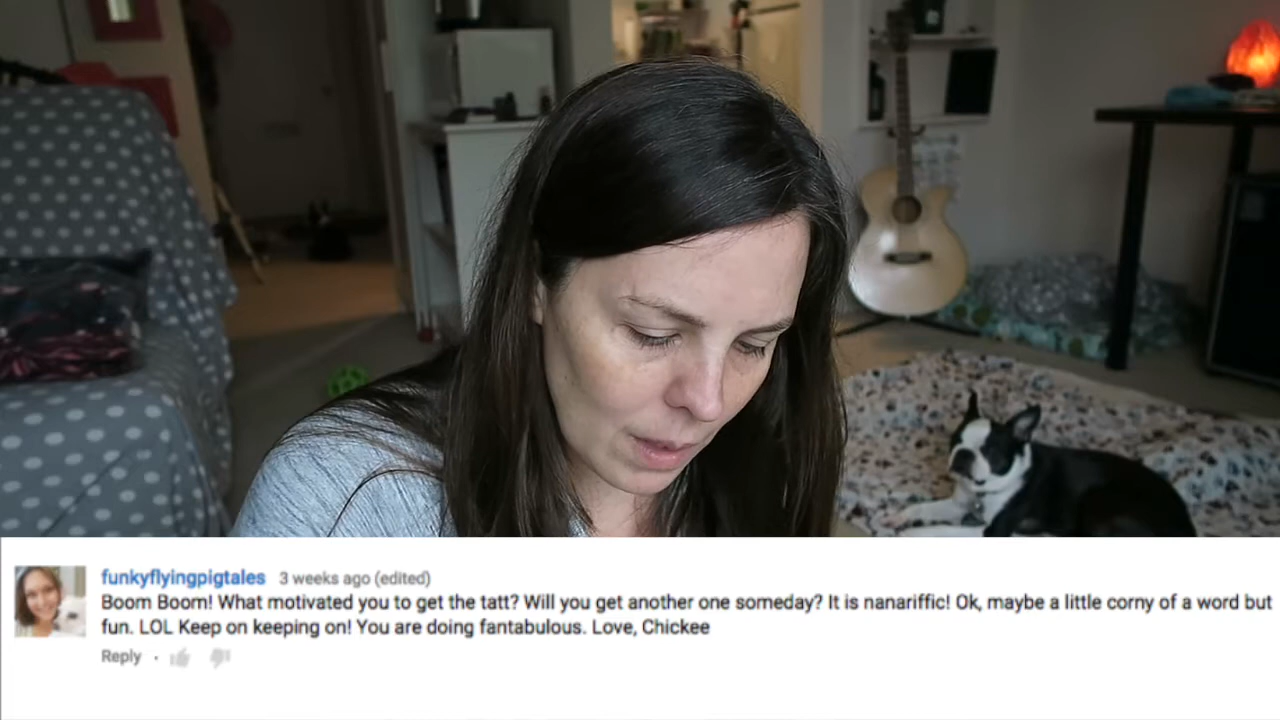 funkyflyingpigtales 3 weeks ago (edited)
Boom Boom! What motivated you to get the tatt? Will you get another one someday? It is nanariffic! Ok, maybe a little corny of a word but
fun. LOL Keep on keeping on! You are doing fantabulous. Love, Chickee
Reply